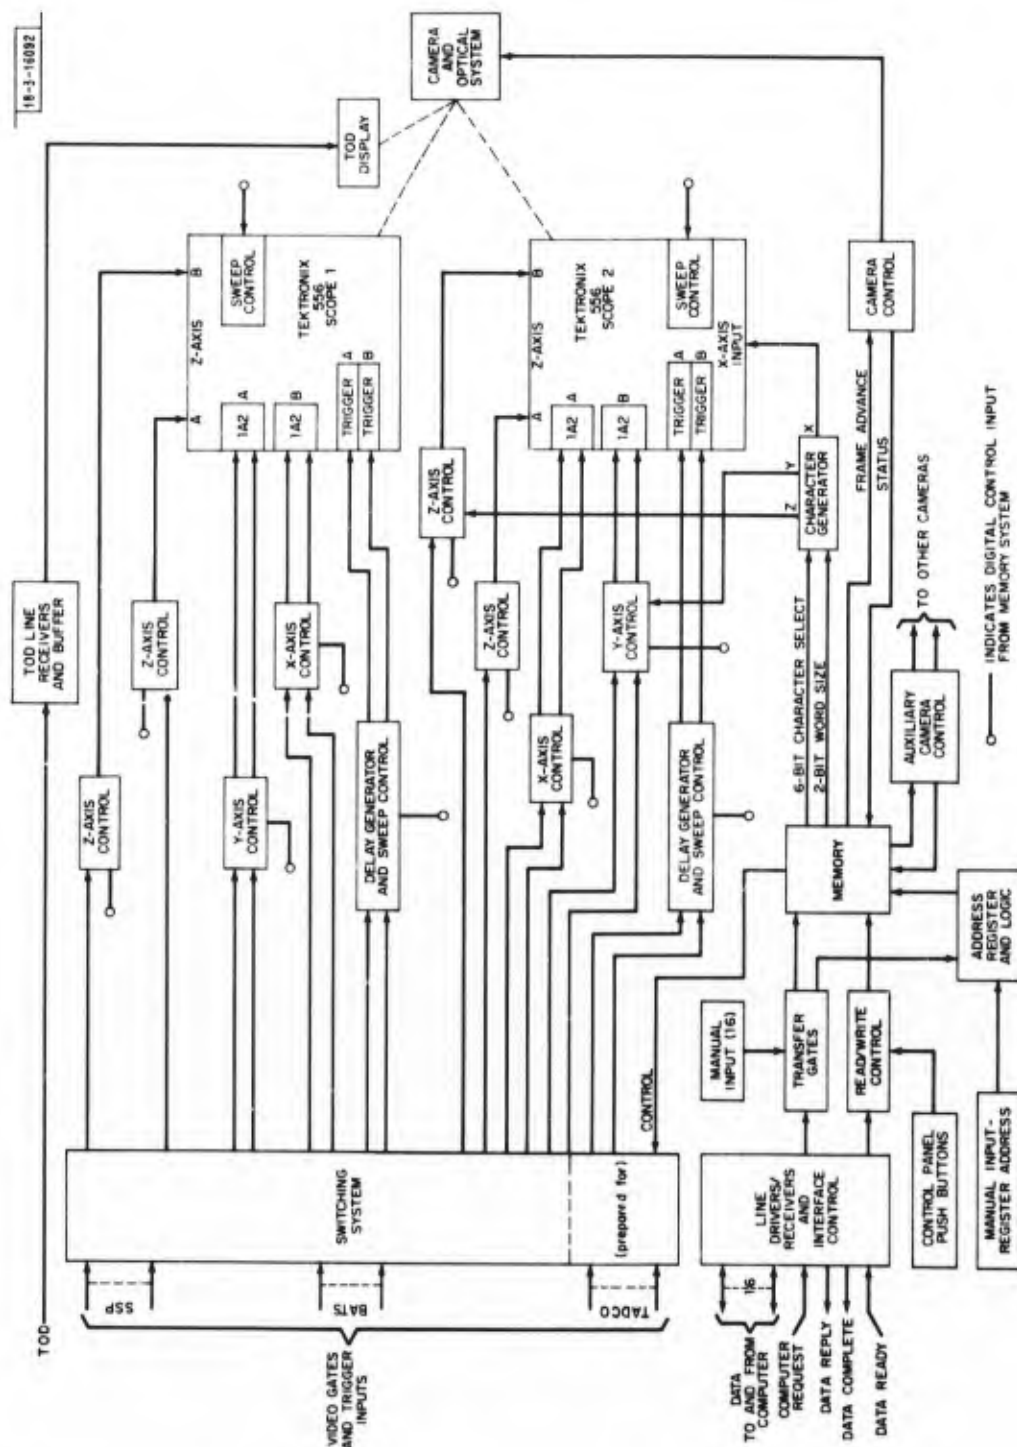 18-3-16092
TOD
TOD LINE
RECEIVERS
AND BUFFER
TOD
DISPLAY
CAMERA
AND
OPTICAL
SYSTEM
VIDEO GATES
AND TRIGGER
INPUTS
SSP
BATS
TADCO
SWITCHING
SYSTEM
(prepared for)
CONTROL
Z-AXIS
CONTROL
Z-AXIS
CONTROL
Y-AXIS
CONTROL
X-AXIS
CONTROL
DELAY GENERATOR
AND SWEEP CONTROL
A
Z-AXIS
B
1A2
A
1A2
B
TRIGGER
A
TRIGGER
B
SWEEP
CONTROL
TEKTRONIX
556
SCOPE 1
Z-AXIS
CONTROL
Z-AXIS
CONTROL
X-AXIS
CONTROL
Y-AXIS
CONTROL
DELAY GENERATOR
AND SWEEP CONTROL
A
Z-AXIS
B
1A2
A
1A2
B
TRIGGER
A
TRIGGER
B
SWEEP
CONTROL
TEKTRONIX
556
SCOPE 2
X-AXIS
INPUT
Z
Y
X
CHARACTER
GENERATOR
6-BIT CHARACTER SELECT
2-BIT WORD SIZE
FRAME ADVANCE
STATUS
CAMERA
CONTROL
DATA
TO AND FROM
COMPUTER
16
COMPUTER
REQUEST
DATA REPLY
DATA COMPLETE
DATA READY
LINE
DRIVERS/
RECEIVERS
AND
INTERFACE
CONTROL
MANUAL
INPUT (16)
TRANSFER
GATES
READ/WRITE
CONTROL
MEMORY
CONTROL PANEL
PUSH BUTTONS
MANUAL INPUT-
REGISTER ADDRESS
ADDRESS
REGISTER
AND LOGIC
AUXILIARY
CAMERA
CONTROL
TO OTHER CAMERAS
INDICATES DIGITAL CONTROL INPUT
FROM MEMORY SYSTEM